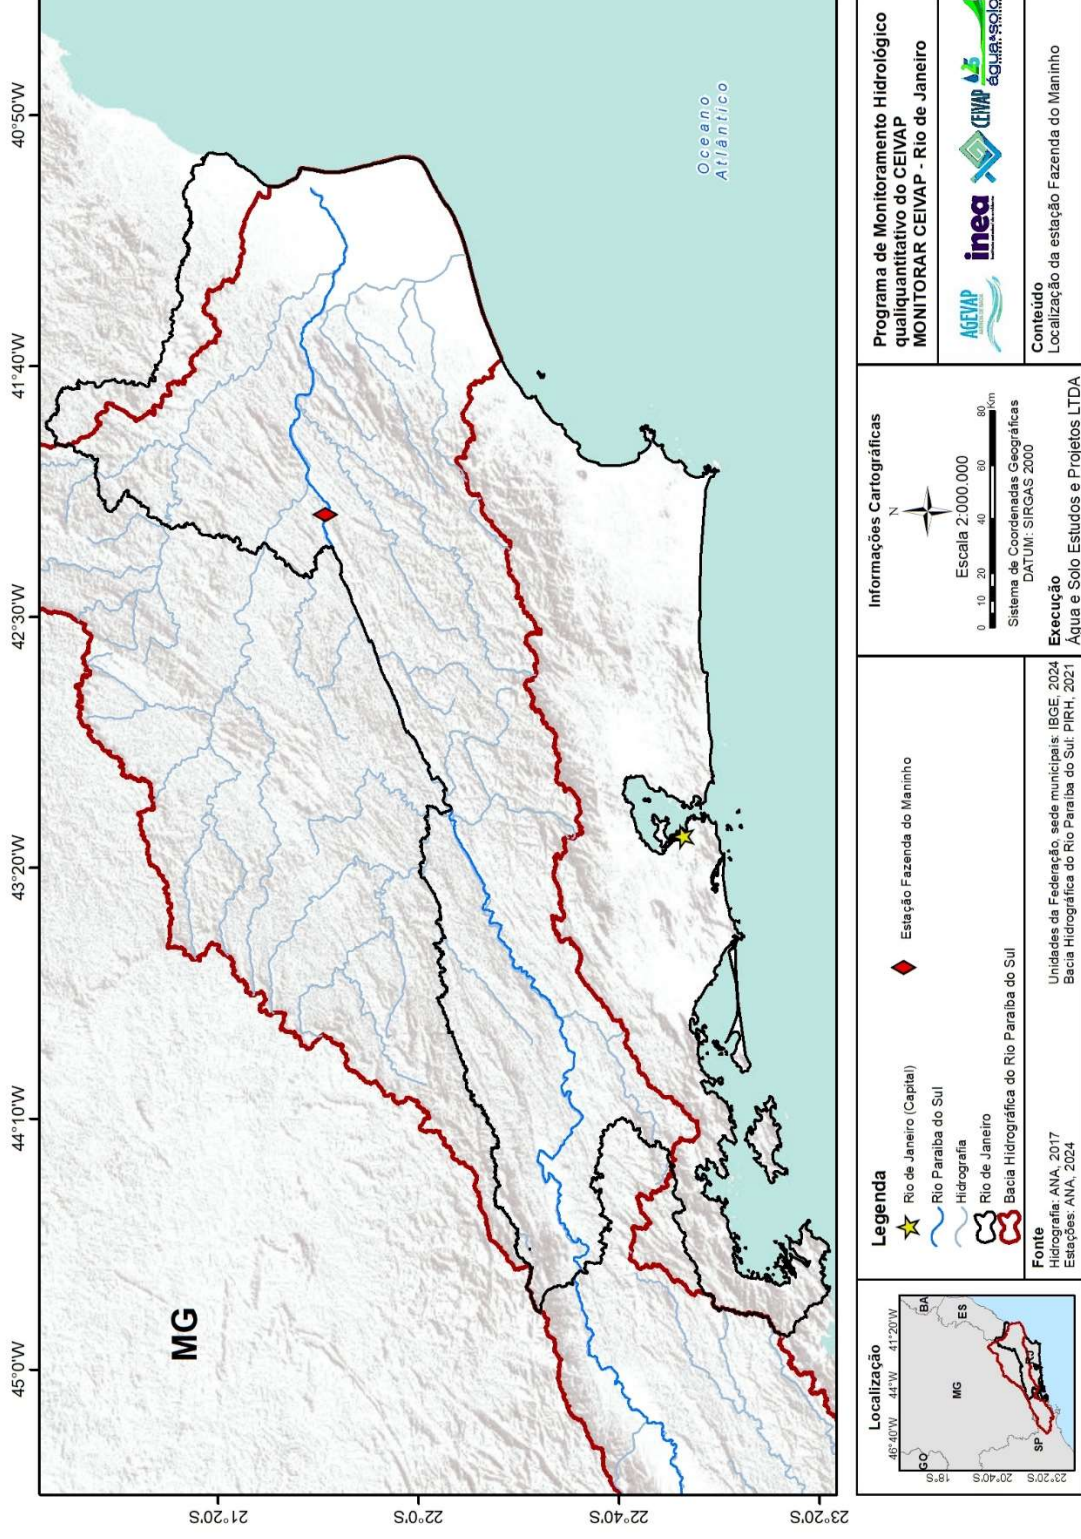 45°0'W
44°10'W
43°20'W
42°30'W
41°40'W
40°50'W
21°20'S
22°0'S
22°40'S
23°20'S
MG
Oceano
Atlântico
Localização
46°40'W
44°W
41°20'W
18°S
20°40'S
23°20'S
GO
BA
MG
ES
SP
RJ
Legenda
Rio de Janeiro (Capital)
Rio Paraíba do Sul
Hidrografia
Rio de Janeiro
Bacia Hidrográfica do Rio Paraíba do Sul
Estação Fazenda do Maninho
Fonte
Hidrografia: ANA, 2017
Estações: ANA, 2024
Unidades da Federação, sede municipais: IBGE, 2024
Bacia Hidrográfica do Rio Paraíba do Sul: PIRH, 2021
Informações Cartográficas
N
Escala 2:000.000
0 10 20 40 60 80
Km
Sistema de Coordenadas Geográficas
DATUM: SIRGAS 2000
Execução
Água e Solo Estudos e Projetos LTDA
Programa de Monitoramento Hidrológico
qualiquantitativo do CEIVAP
MONITORAR CEIVAP - Rio de Janeiro
AGEVAP
inea
CEIVAP
25
água&solo
Conteúdo
Localização da estação Fazenda do Maninho